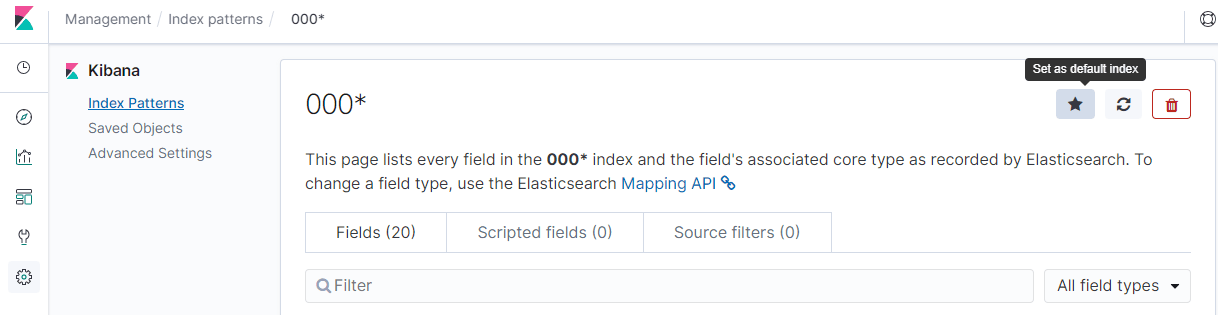 Management / Index patterns / 000*
Kibana
Index Patterns
Saved Objects
Advanced Settings
Set as default index
000*
This page lists every field in the 000* index and the field's associated core type as recorded by Elasticsearch. To
change a field type, use the Elasticsearch Mapping API
Fields (20)
Scripted fields (0)
Source filters (0)
Filter
All field types